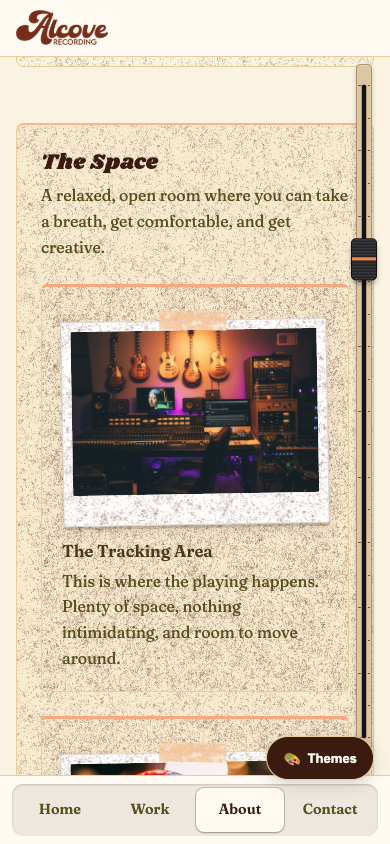 Alcove
RECORDING
The Space
A relaxed, open room where you can take
a breath, get comfortable, and get
creative.
The Tracking Area
This is where the playing happens.
Plenty of space, nothing
intimidating, and room to move
around.
Themes
Home Work About Contact